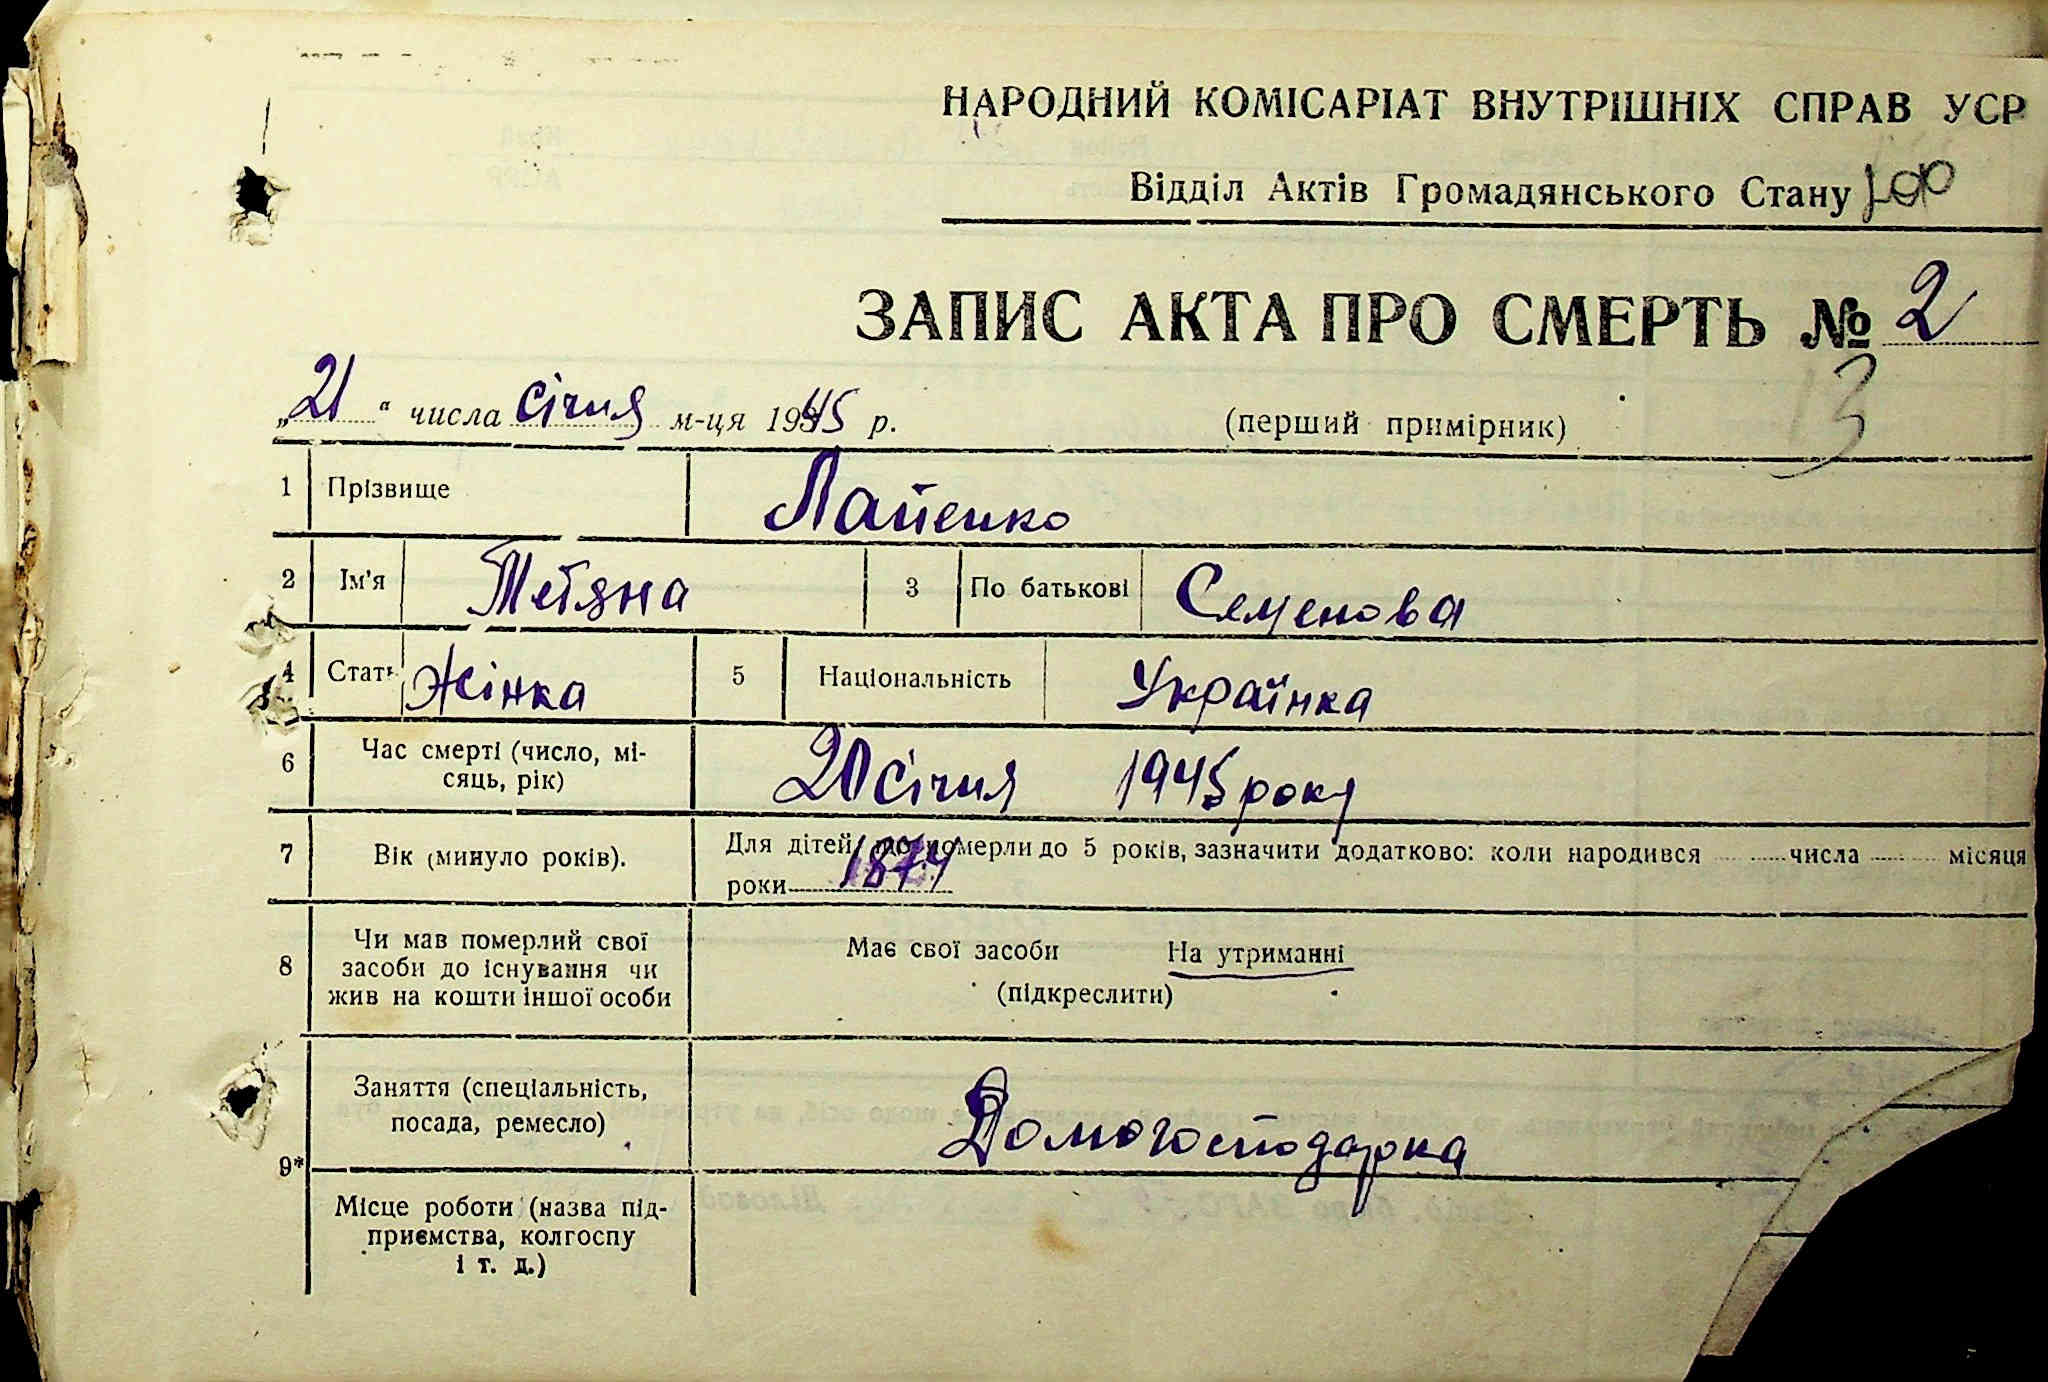 НАРОДНИЙ КОМІСАРІАТ ВНУТРІШНІХ СПРАВ УСР
Відділ Актів Громадянського Стану
ЗАПИС АКТА ПРО СМЕРТЬ № 2
13
„21“ числа січня м-ця 1945 р. (перший примірник)
1 Прізвище Лапенко
2 Ім'я Тетяна 3 По батькові Семенова
4 Стать Жінка 5 Національність Українка
6 Час смерті (число, мі-
сяць, рік) 20 січня 1945 року
7 Вік (минуло років). Для дітей, що померли до 5 років, зазначити додатково: коли народився числа місяця
роки 1874
8 Чи мав померлий свої
засоби до існування чи
жив на кошти іншої особи
Має свої засоби На утриманні
(підкреслити)
9* Заняття (спеціальність,
посада, ремесло) Домогосподарка
Місце роботи (назва під-
приємства, колгоспу
і т. д.)